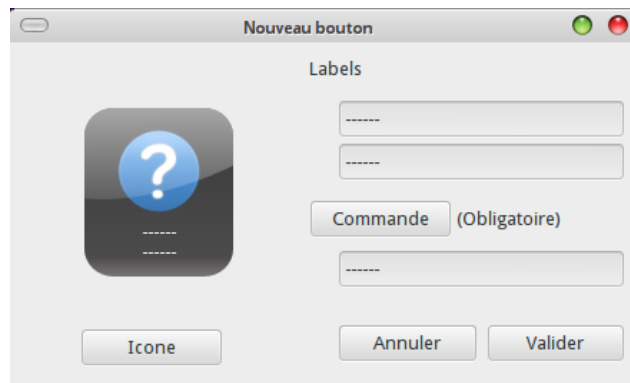 Nouveau bouton
Labels
------
------
?
------
------
Commande (Obligatoire)
------
Icone
Annuler
Valider